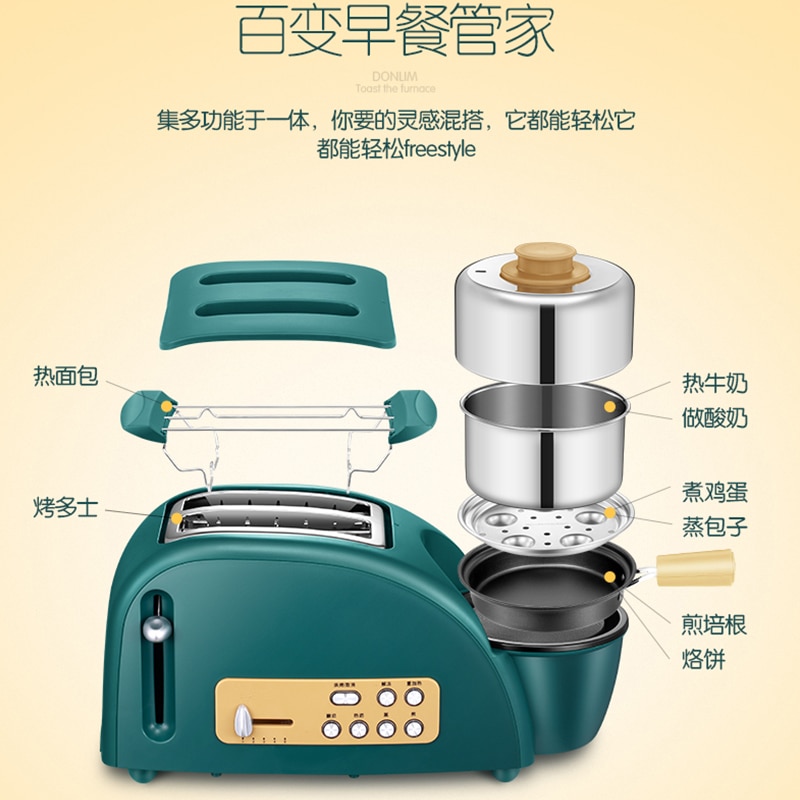 百变早餐管家
DONLIM
Toast the furnace
集多功能于一体，你要的灵感混搭，它都能轻松它
都能轻松freestyle
热面包
热牛奶
做酸奶
烤多士
煮鸡蛋
蒸包子
煎培根
烙饼